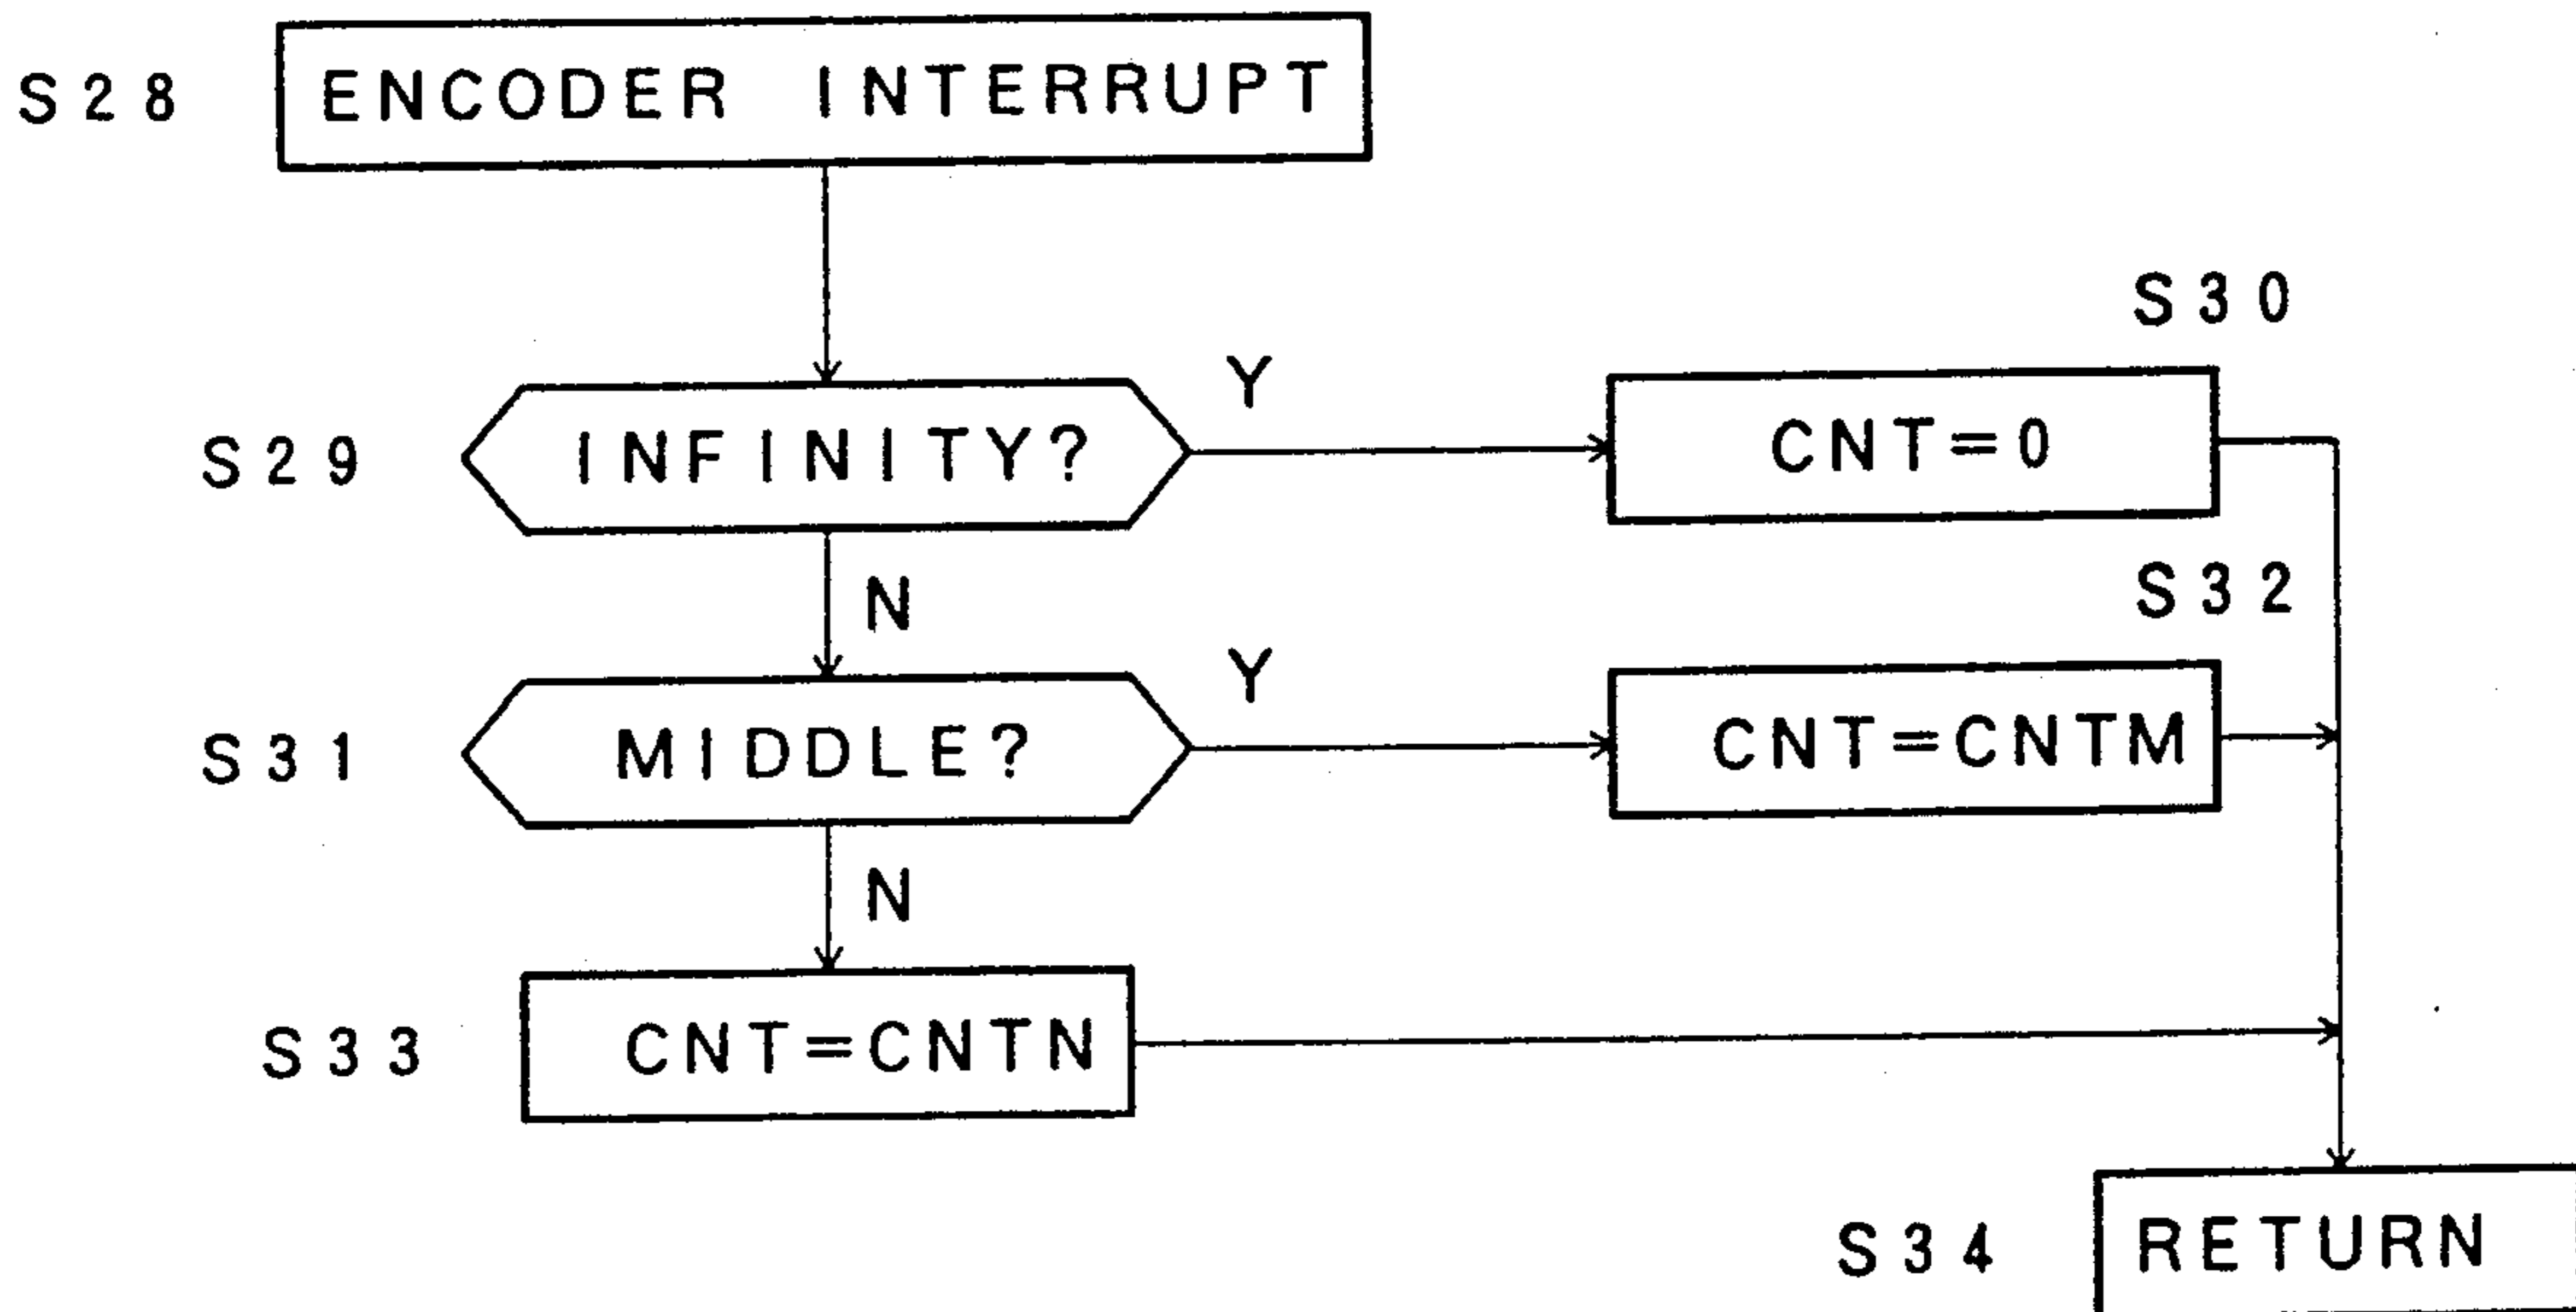 S28 ENCODER INTERRUPT
S30
S29 INFINITY? Y CNT=0
N
S32
S31 MIDDLE? Y CNT=CNTM
N
S33 CNT=CNTN
S34 RETURN